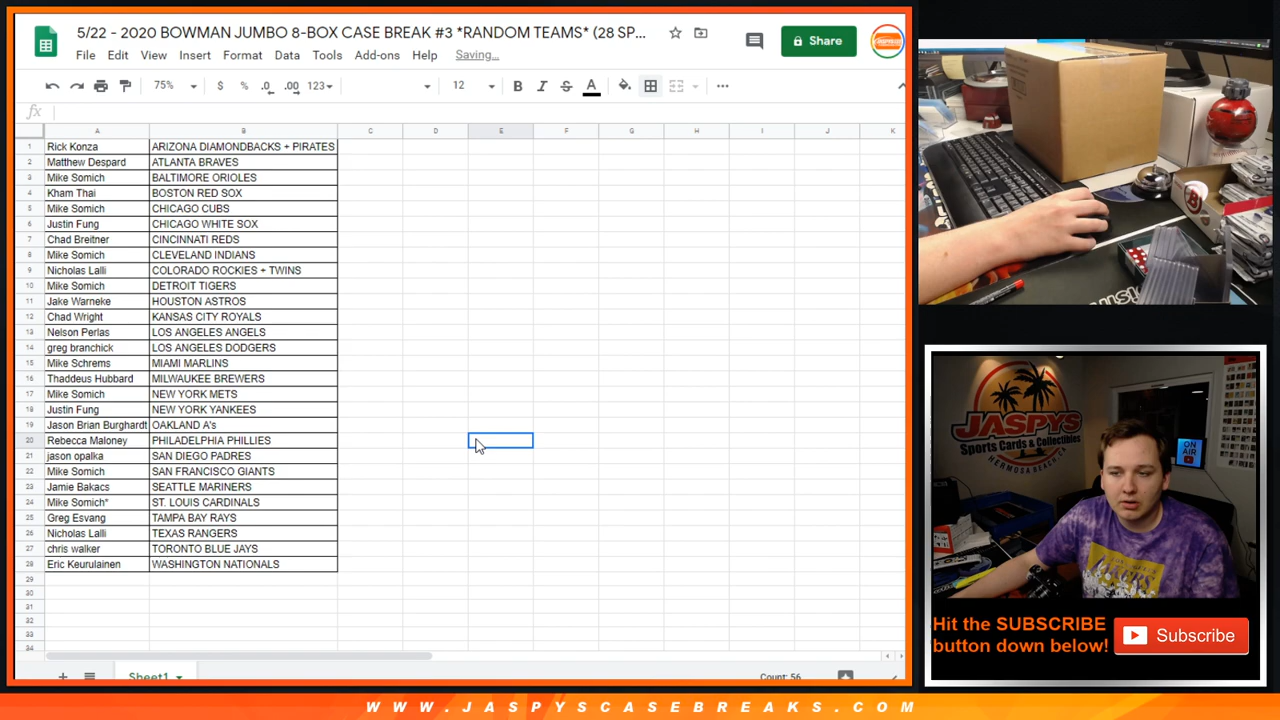 5/22 - 2020 BOWMAN JUMBO 8-BOX CASE BREAK #3 *RANDOM TEAMS* (28 SP...
File Edit View Insert Format Data Tools Add-ons Help Saving...
Share
75% $ % .0 .00 123 12 B I S A
fx
A B C D E F G H I J K
1 Rick Konza ARIZONA DIAMONDBACKS + PIRATES
2 Matthew Despard ATLANTA BRAVES
3 Mike Somich BALTIMORE ORIOLES
4 Kham Thai BOSTON RED SOX
5 Mike Somich CHICAGO CUBS
6 Justin Fung CHICAGO WHITE SOX
7 Chad Breitner CINCINNATI REDS
8 Mike Somich CLEVELAND INDIANS
9 Nicholas Lalli COLORADO ROCKIES + TWINS
10 Mike Somich DETROIT TIGERS
11 Jake Warneke HOUSTON ASTROS
12 Chad Wright KANSAS CITY ROYALS
13 Nelson Perlas LOS ANGELES ANGELS
14 greg branchick LOS ANGELES DODGERS
15 Mike Schrems MIAMI MARLINS
16 Thaddeus Hubbard MILWAUKEE BREWERS
17 Mike Somich NEW YORK METS
18 Justin Fung NEW YORK YANKEES
19 Jason Brian Burghardt OAKLAND A's
20 Rebecca Maloney PHILADELPHIA PHILLIES
21 jason opalka SAN DIEGO PADRES
22 Mike Somich SAN FRANCISCO GIANTS
23 Jamie Bakacs SEATTLE MARINERS
24 Mike Somich* ST. LOUIS CARDINALS
25 Greg Esvang TAMPA BAY RAYS
26 Nicholas Lalli TEXAS RANGERS
27 chris walker TORONTO BLUE JAYS
28 Eric Keurulainen WASHINGTON NATIONALS
29
30
31
32
33
34
Sheet1 Count: 56
JASPYS
Sports Cards & Collectibles
HERMOSA BEACH, CA
ON AIR
Hit the SUBSCRIBE
button down below!
Subscribe
WWW.JASPYSCASEBREAKS.COM